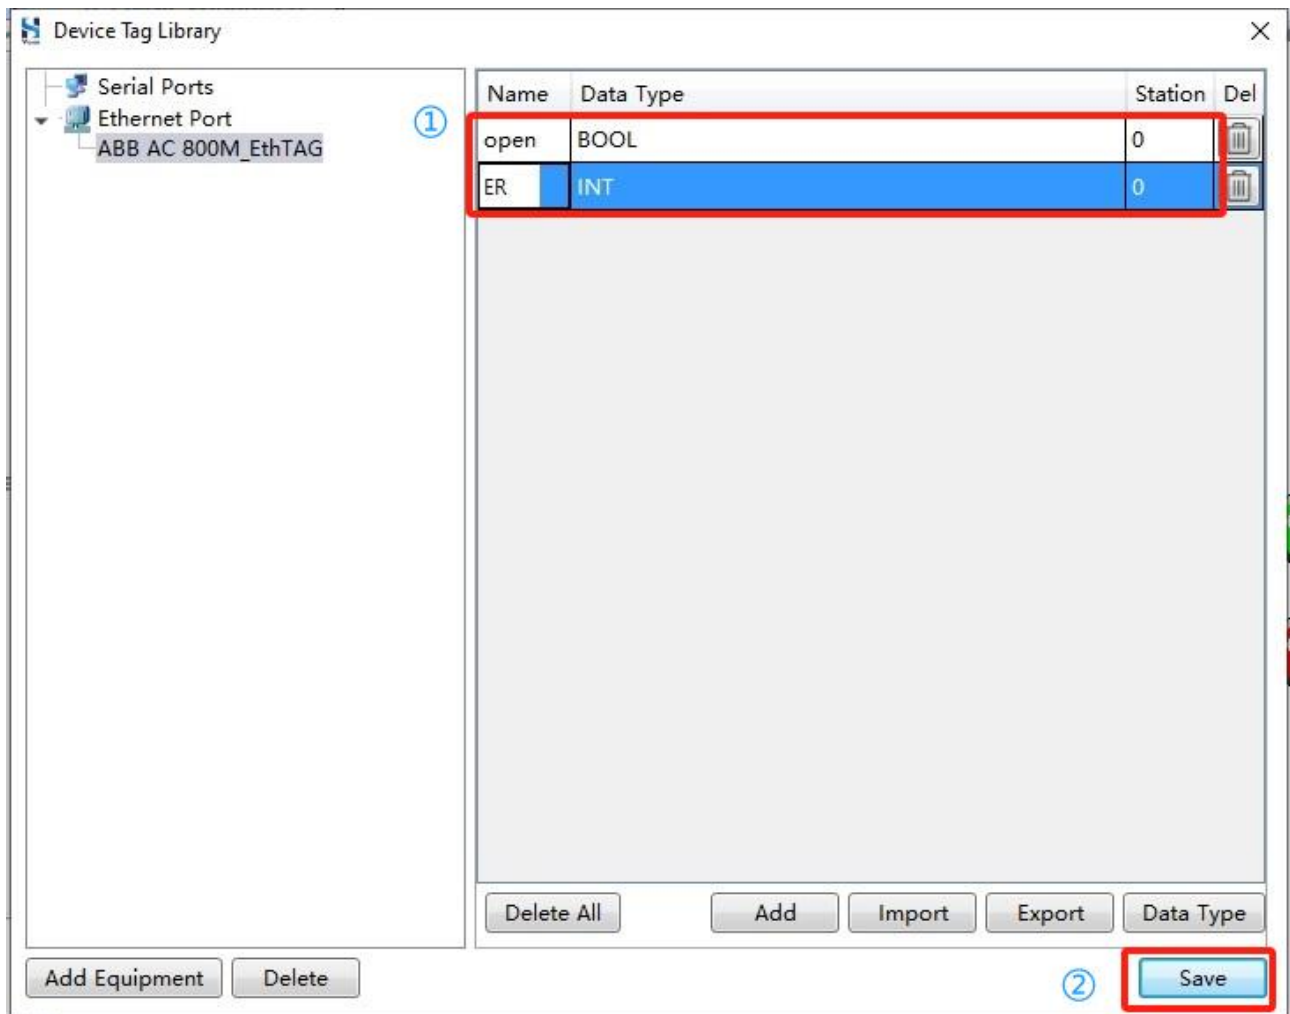 Device Tag Library
Serial Ports
Ethernet Port
ABB AC 800M_EthTAG
①
Name Data Type Station Del
open BOOL 0
ER INT 0
Delete All Add Import Export Data Type
Add Equipment Delete ② Save